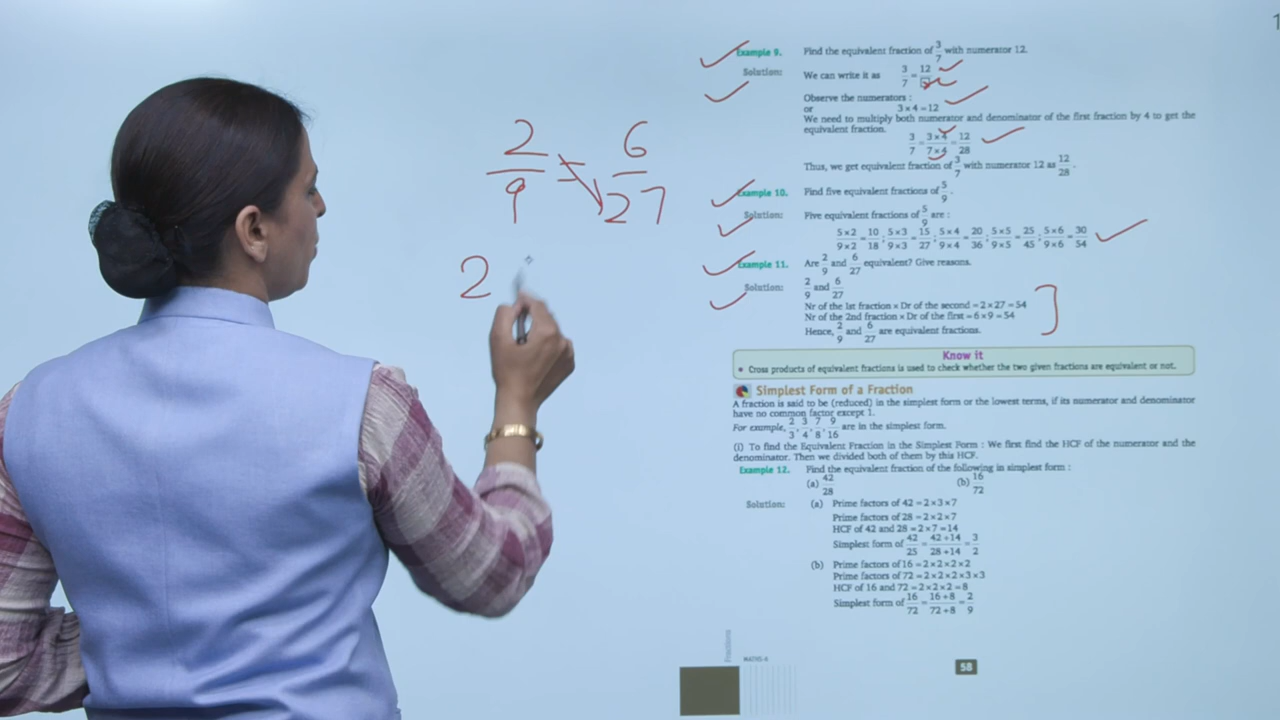 1
2/9 = 6/27
2
Example 9. Find the equivalent fraction of 3/7 with numerator 12.
Solution: We can write it as 3/7 = 12/
Observe the numerators :
or 3 × 4 = 12
We need to multiply both numerator and denominator of the first fraction by 4 to get the
equivalent fraction.
3/7 = 3 × 4/7 × 4 = 12/28
Thus, we get equivalent fraction of 3/7 with numerator 12 as 12/28.
Example 10. Find five equivalent fractions of 5/9.
Solution: Five equivalent fractions of 5/9 are :
5 × 2/9 × 2 = 10/18; 5 × 3/9 × 3 = 15/27; 5 × 4/9 × 4 = 20/36; 5 × 5/9 × 5 = 25/45; 5 × 6/9 × 6 = 30/54
Example 11. Are 2/9 and 6/27 equivalent? Give reasons.
Solution: 2/9 and 6/27
Nr of the 1st fraction × Dr of the second = 2 × 27 = 54
Nr of the 2nd fraction × Dr of the first = 6 × 9 = 54
Hence, 2/9 and 6/27 are equivalent fractions.
Know it
• Cross products of equivalent fractions is used to check whether the two given fractions are equivalent or not.
Simplest Form of a Fraction
A fraction is said to be (reduced) in the simplest form or the lowest terms, if its numerator and denominator
have no common factor except 1.
For example, 2/3, 3/4, 7/8, 9/16 are in the simplest form.
(i) To find the Equivalent Fraction in the Simplest Form : We first find the HCF of the numerator and the
denominator. Then we divided both of them by this HCF.
Example 12. Find the equivalent fraction of the following in simplest form :
(a) 42/28 (b) 16/72
Solution: (a) Prime factors of 42 = 2 × 3 × 7
Prime factors of 28 = 2 × 2 × 7
HCF of 42 and 28 = 2 × 7 = 14
Simplest form of 42/25 = 42 ÷ 14/28 ÷ 14 = 3/2
(b) Prime factors of 16 = 2 × 2 × 2 × 2
Prime factors of 72 = 2 × 2 × 2 × 3 × 3
HCF of 16 and 72 = 2 × 2 × 2 = 8
Simplest form of 16/72 = 16 ÷ 8/72 ÷ 8 = 2/9
Fractions
MATHS-6
58